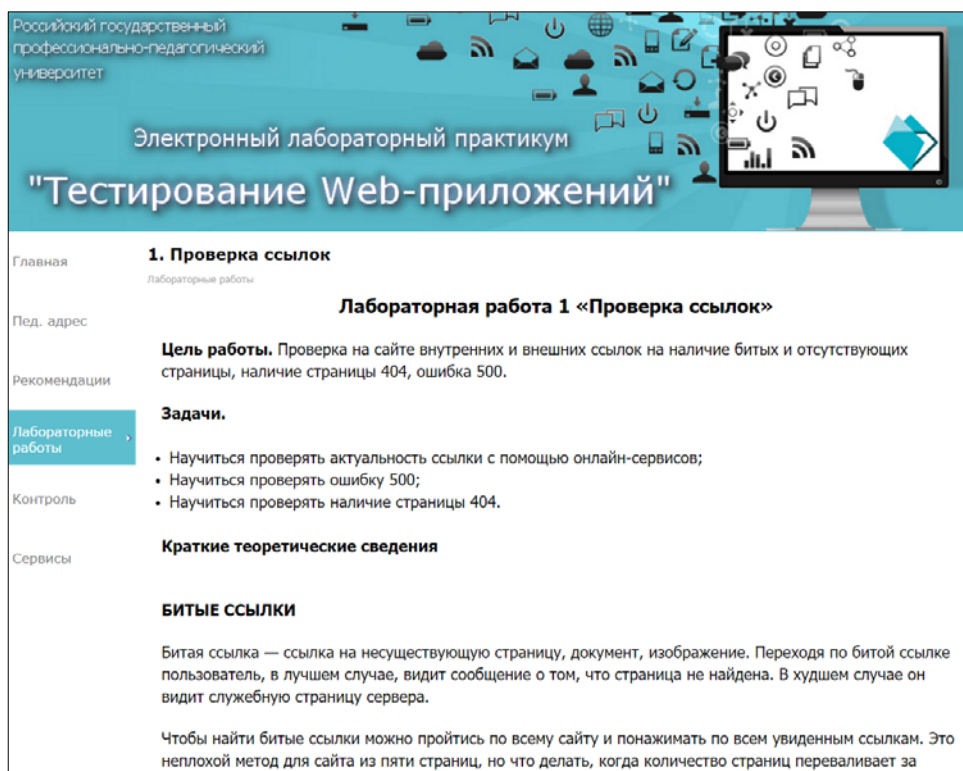 Российский государственный
профессионально-педагогический
университет
Электронный лабораторный практикум
"Тестирование Web-приложений"
Главная
Пед. адрес
Рекомендации
Лабораторные
работы
Контроль
Сервисы
1. Проверка ссылок
Лабораторные работы
Лабораторная работа 1 «Проверка ссылок»
Цель работы. Проверка на сайте внутренних и внешних ссылок на наличие битых и отсутствующих
страницы, наличие страницы 404, ошибка 500.
Задачи.
• Научиться проверять актуальность ссылки с помощью онлайн-сервисов;
• Научиться проверять ошибку 500;
• Научиться проверять наличие страницы 404.
Краткие теоретические сведения
БИТЫЕ ССЫЛКИ
Битая ссылка — ссылка на несуществующую страницу, документ, изображение. Переходя по битой ссылке
пользователь, в лучшем случае, видит сообщение о том, что страница не найдена. В худшем случае он
видит служебную страницу сервера.
Чтобы найти битые ссылки можно пройтись по всему сайту и понажимать по всем увиденным ссылкам. Это
неплохой метод для сайта из пяти страниц, но что делать, когда количество страниц переваливает за